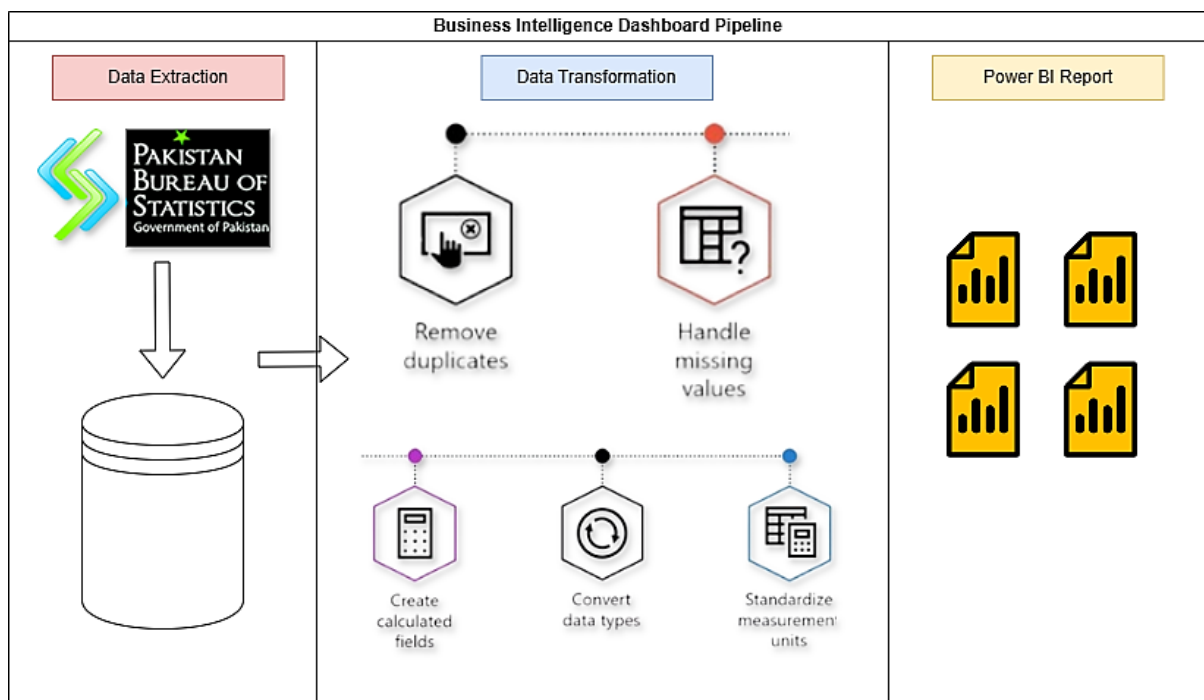 Business Intelligence Dashboard Pipeline
Data Extraction
Data Transformation
Power BI Report
PAKISTAN
BUREAU OF
STATISTICS
Government of Pakistan
Remove
duplicates
Handle
missing
values
Create
calculated
fields
Convert
data types
Standardize
measurement
units